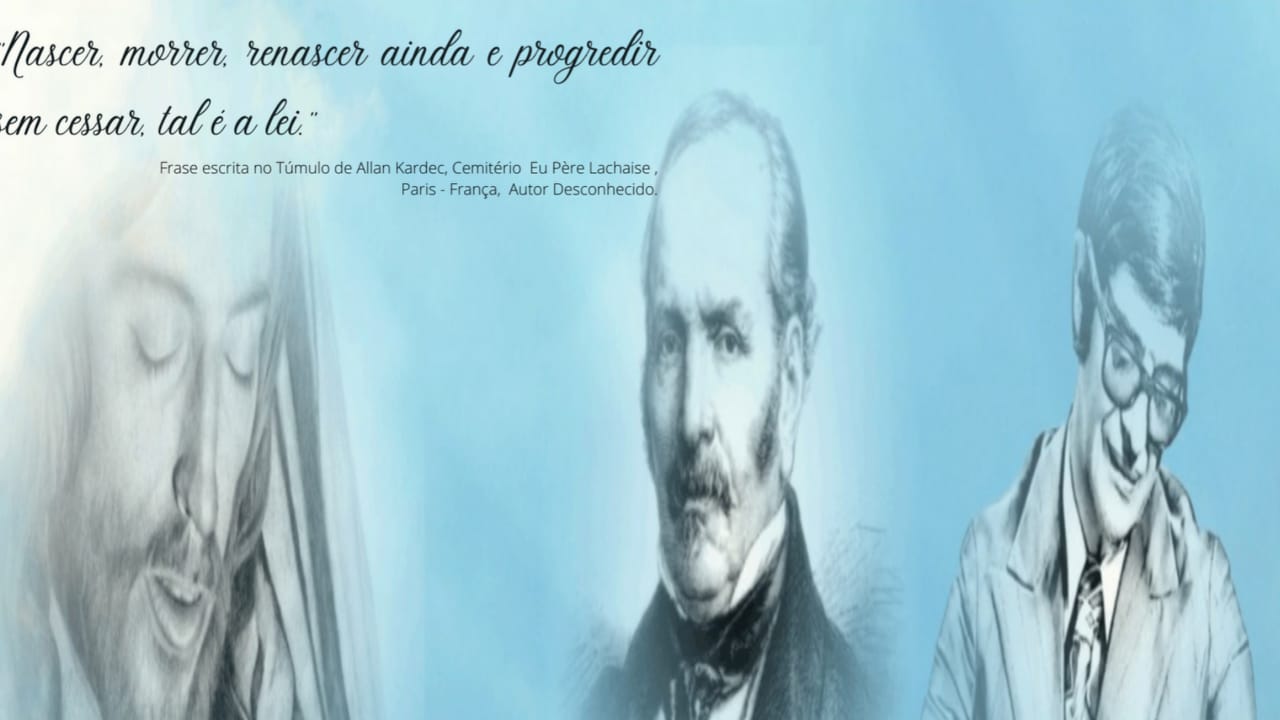 "Nascer, morrer, renascer ainda e progredir
sem cessar, tal é a lei."
Frase escrita no Túmulo de Allan Kardec, Cemitério  Eu Père Lachaise ,
Paris - França,  Autor Desconhecido.